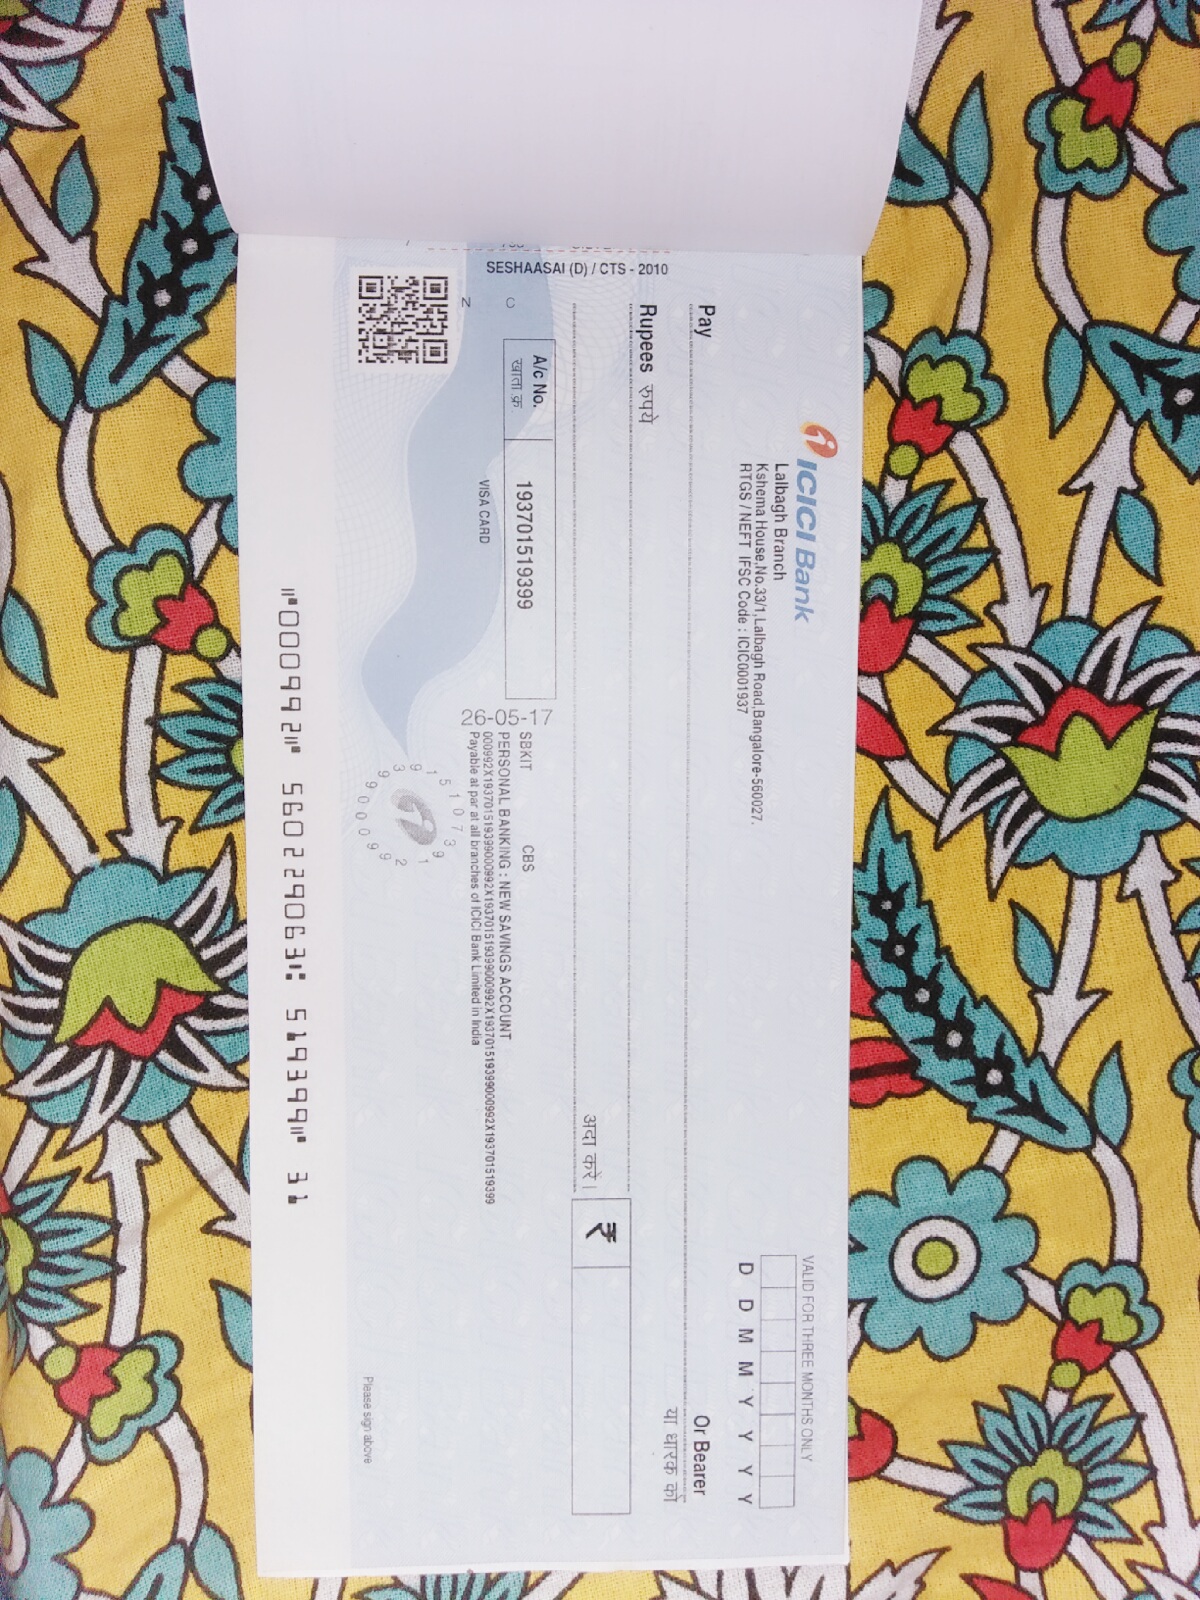 ICICI Bank
Lalbagh Branch
Kshema House,No.33/1,Lalbagh Road,Bangalore-560027.
RTGS / NEFT IFSC Code : ICIC0001937
VALID FOR THREE MONTHS ONLY
D D M M Y Y Y Y
Pay
Or Bearer
या धारक को
Rupees रुपये
अदा करें।
₹
A/c No.
खाता क्र
193701519399
VISA CARD
26-05-17
SBKIT CBS
PERSONAL BANKING : NEW SAVINGS ACCOUNT
000992X193701519399000992X193701519399000992X193701519399000992X193701519399
Payable at par at all branches of ICICI Bank Limited in India
SESHAASAI (D) / CTS - 2010
N C
Please sign above
⑈000992⑈ 560229063⑆ 519399⑈ 31